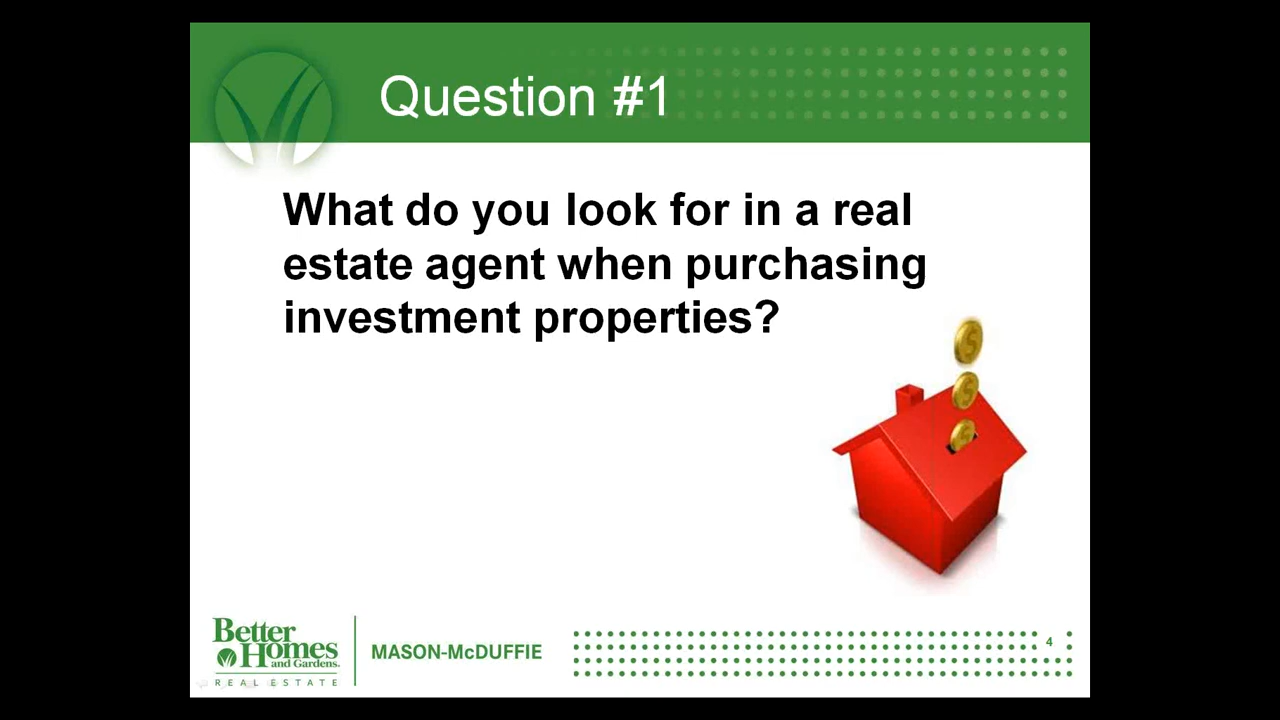 Question #1
What do you look for in a real
estate agent when purchasing
investment properties?
Better
Homes
and Gardens.
REAL ESTATE
MASON-McDUFFIE
4